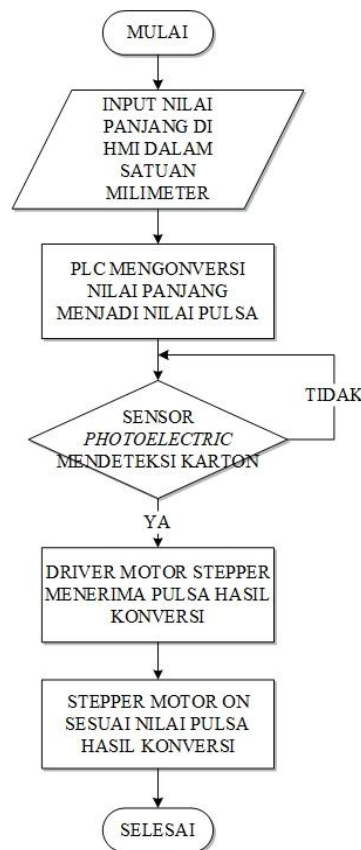 MULAI
INPUT NILAI
PANJANG DI
HMI DALAM
SATUAN
MILIMETER
PLC MENGONVERSI
NILAI PANJANG
MENJADI NILAI PULSA
TIDAK
SENSOR
PHOTOELECTRIC
MENDETEKSI KARTON
YA
DRIVER MOTOR STEPPER
MENERIMA PULSA HASIL
KONVERSI
STEPPER MOTOR ON
SESUAI NILAI PULSA
HASIL KONVERSI
SELESAI